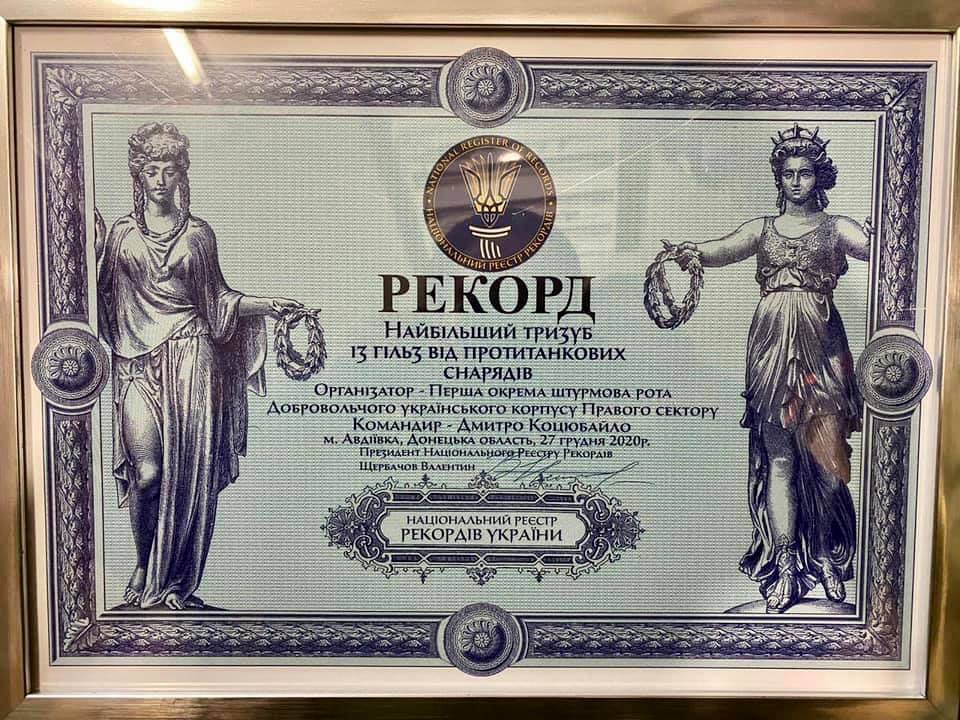 NATIONAL REGISTER OF RECORDS
НАЦІОНАЛЬНИЙ РЕЄСТР РЕКОРДІВ
РЕКОРД
Найбільший тризуб
із гільз від протитанкових
снарядів
Організатор - Перша окрема штурмова рота
Добровольчого українського корпусу Правого сектору
Командир - Дмитро Коцюбайло
м. Авдіївка, Донецька область, 27 грудня 2020р.
Президент Національного Реєстру Рекордів
Щербачов Валентин
НАЦІОНАЛЬНИЙ РЕЄСТР
РЕКОРДІВ УКРАЇНИ